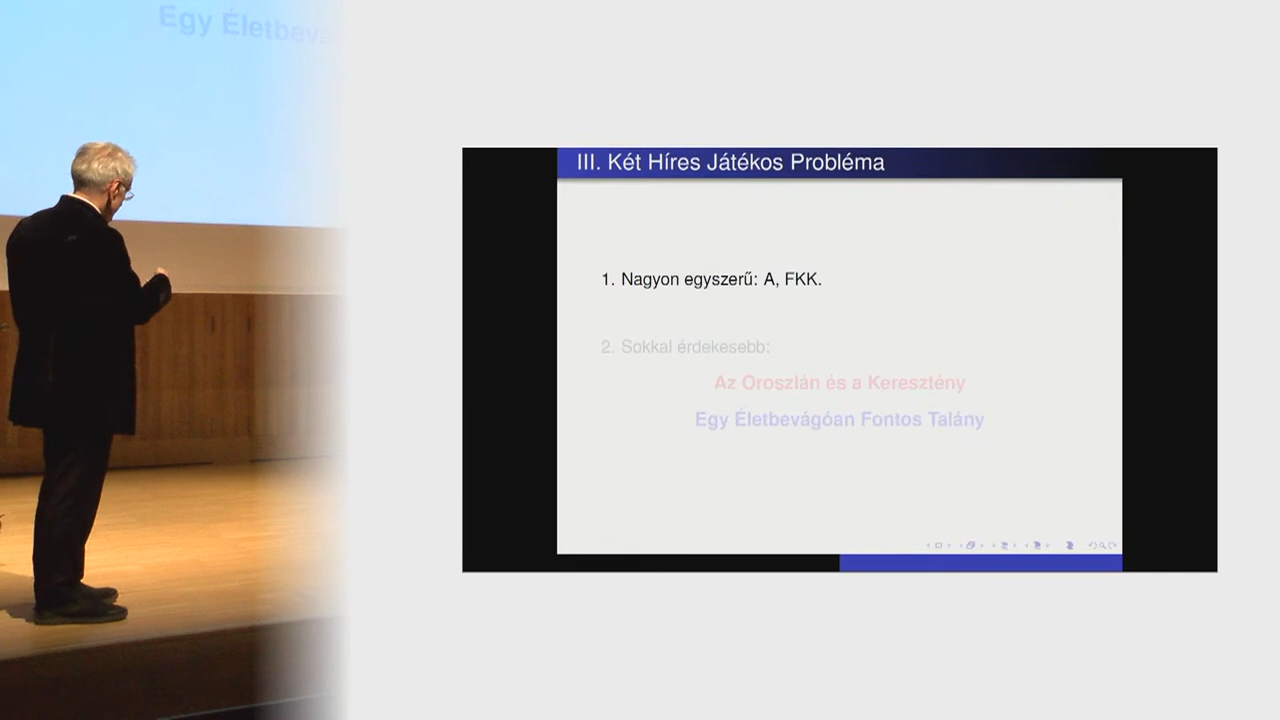 Egy Életbevá
III. Két Híres Játékos Probléma
1. Nagyon egyszerű: A, FKK.
2. Sokkal érdekesebb:
Az Oroszlán és a Keresztény
Egy Életbevágóan Fontos Talány